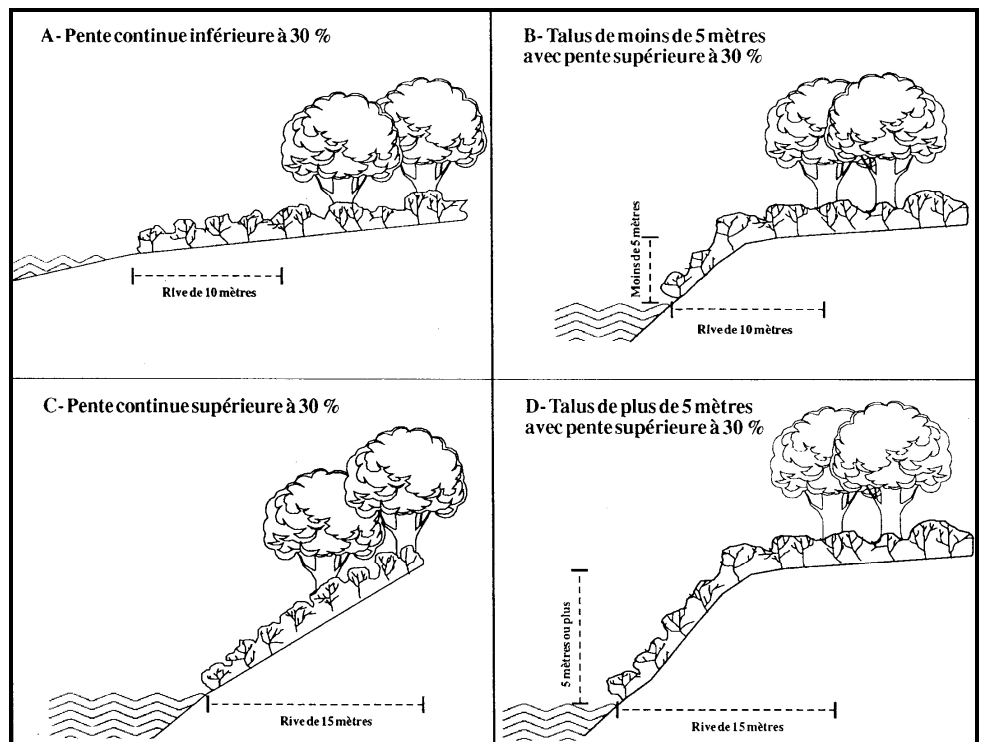 A- Pente continue inférieure à 30 %
Rive de 10 mètres
B- Talus de moins de 5 mètres
avec pente supérieure à 30 %
Moins de 5 mètres
Rive de 10 mètres
C- Pente continue supérieure à 30 %
Rive de 15 mètres
D- Talus de plus de 5 mètres
avec pente supérieure à 30 %
5 mètres ou plus
Rive de 15 mètres